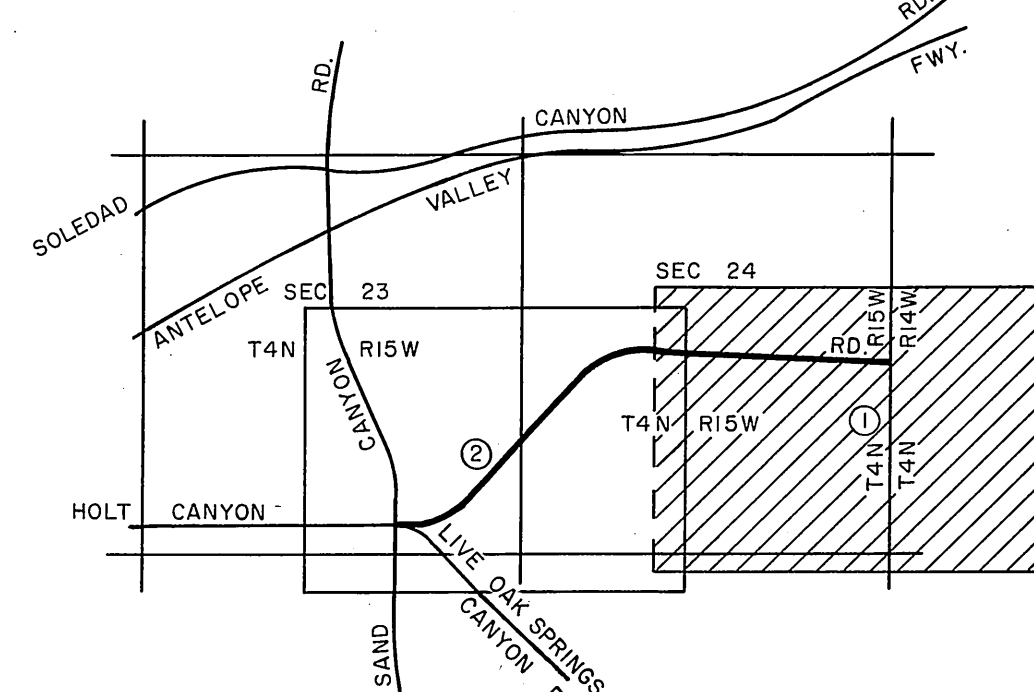 RD.
FWY.
RD.
CANYON
VALLEY
SOLEDAD
ANTELOPE
SEC 24
SEC 23
R15W
R14W
T4N R15W
RD.
CANYON
T4N R15W
1
2
T4N
T4N
HOLT CANYON
LIVE OAK SPRINGS
CANYON
SAND